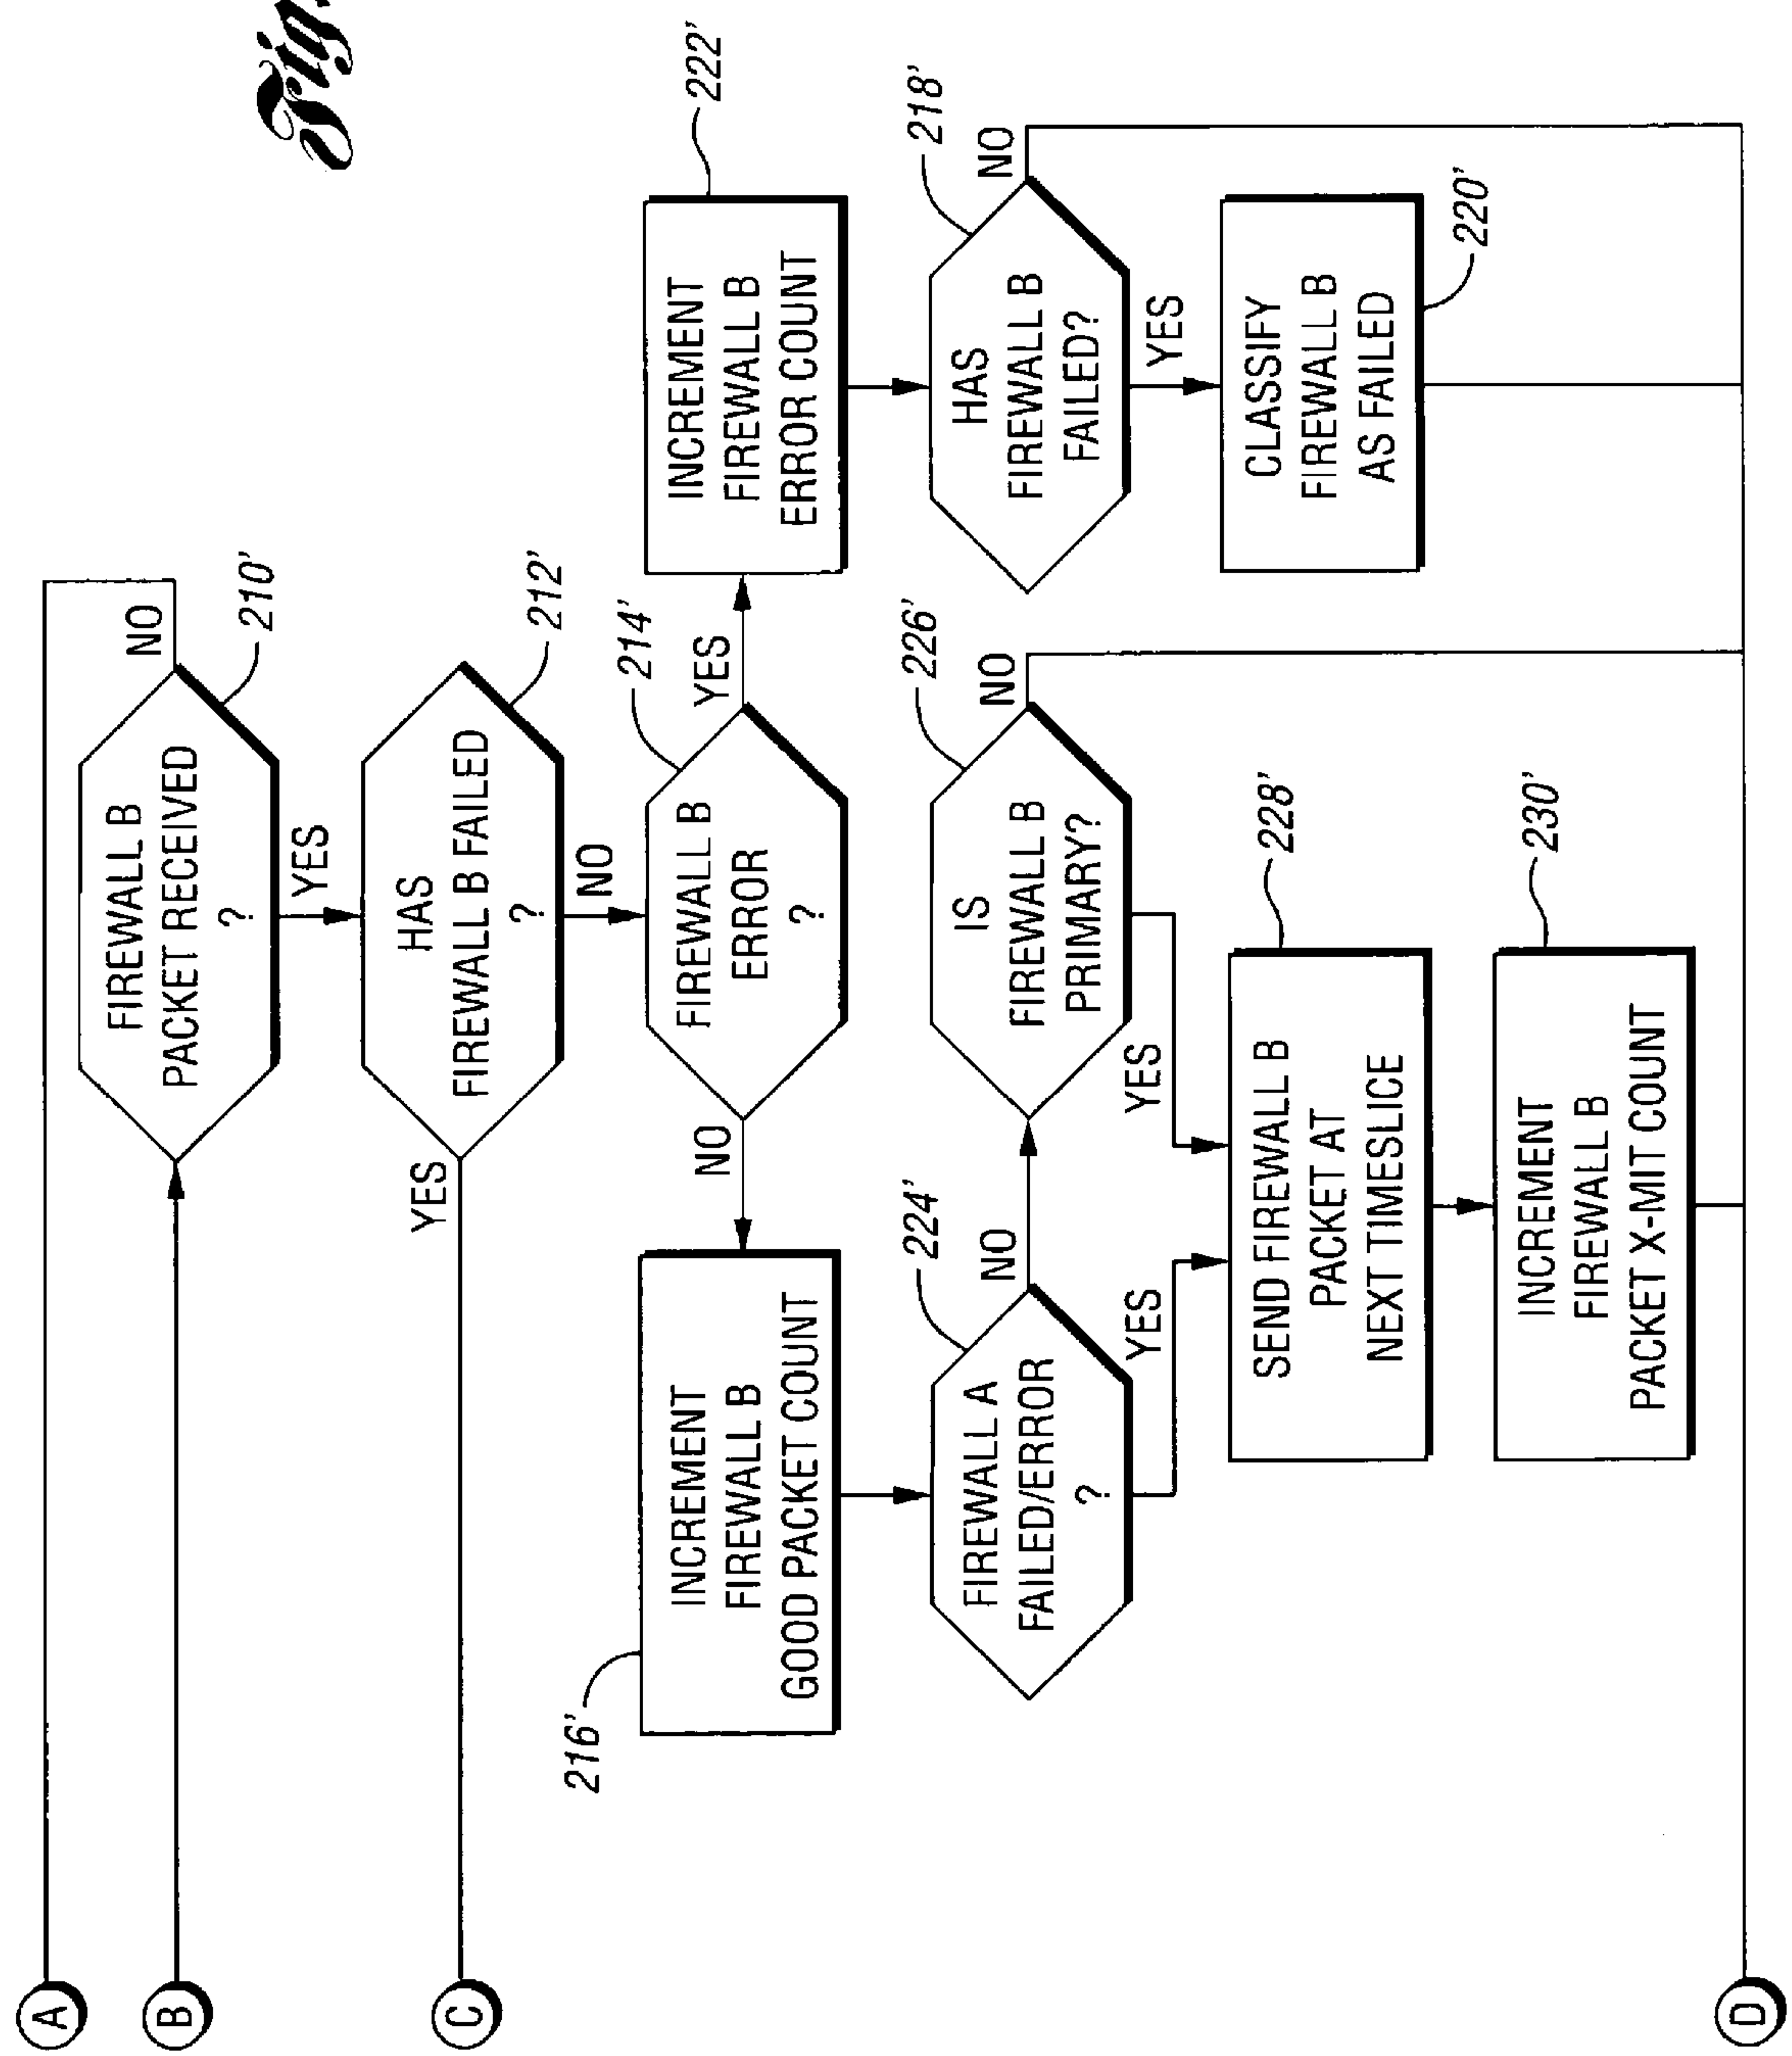 Fig.
A
B
C
D
FIREWALL B
PACKET RECEIVED
?
NO
210'
YES
HAS
FIREWALL B FAILED
?
212'
YES
NO
FIREWALL B
ERROR
?
214'
NO
YES
INCREMENT
FIREWALL B
GOOD PACKET COUNT
216'
INCREMENT
FIREWALL B
ERROR COUNT
222'
FIREWALL A
FAILED/ERROR
?
224'
NO
YES
IS
FIREWALL B
PRIMARY?
226'
NO
YES
HAS
FIREWALL B
FAILED?
218'
NO
YES
SEND FIREWALL B
PACKET AT
NEXT TIMESLICE
228'
CLASSIFY
FIREWALL B
AS FAILED
220'
INCREMENT
FIREWALL B
PACKET X-MIT COUNT
230'